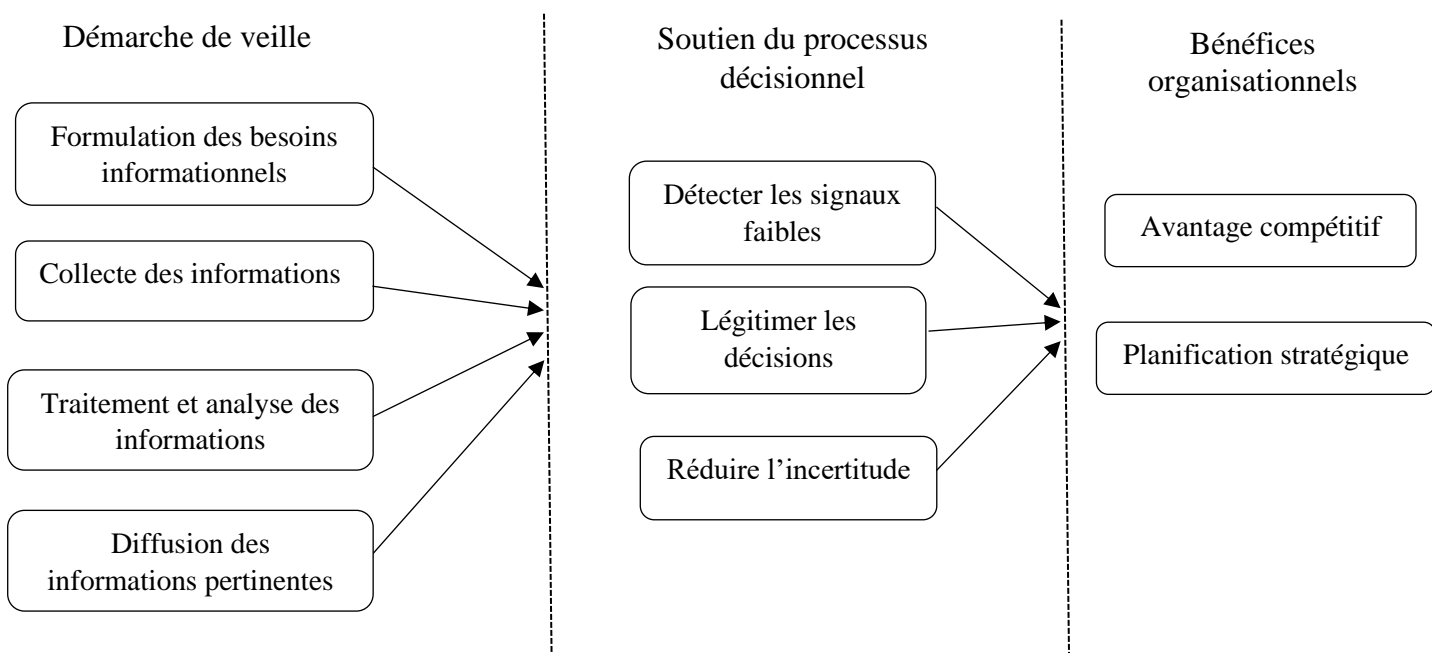 Démarche de veille
Formulation des besoins
informationnels
Collecte des informations
Traitement et analyse des
informations
Diffusion des
informations pertinentes
Soutien du processus
décisionnel
Détecter les signaux
faibles
Légitimer les
décisions
Réduire l’incertitude
Bénéfices
organisationnels
Avantage compétitif
Planification stratégique